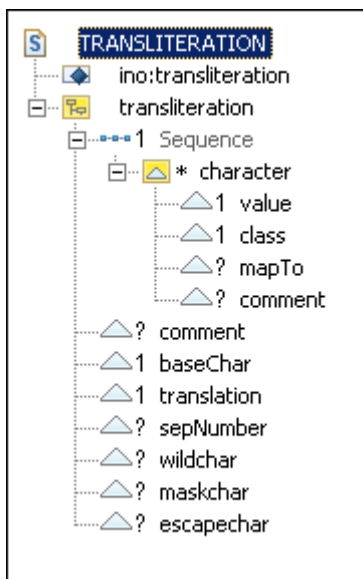 S TRANSLITERATION
ino:transliteration
transliteration
1 Sequence
* character
1 value
1 class
? mapTo
? comment
? comment
1 baseChar
1 translation
? sepNumber
? wildchar
? maskchar
? escapechar